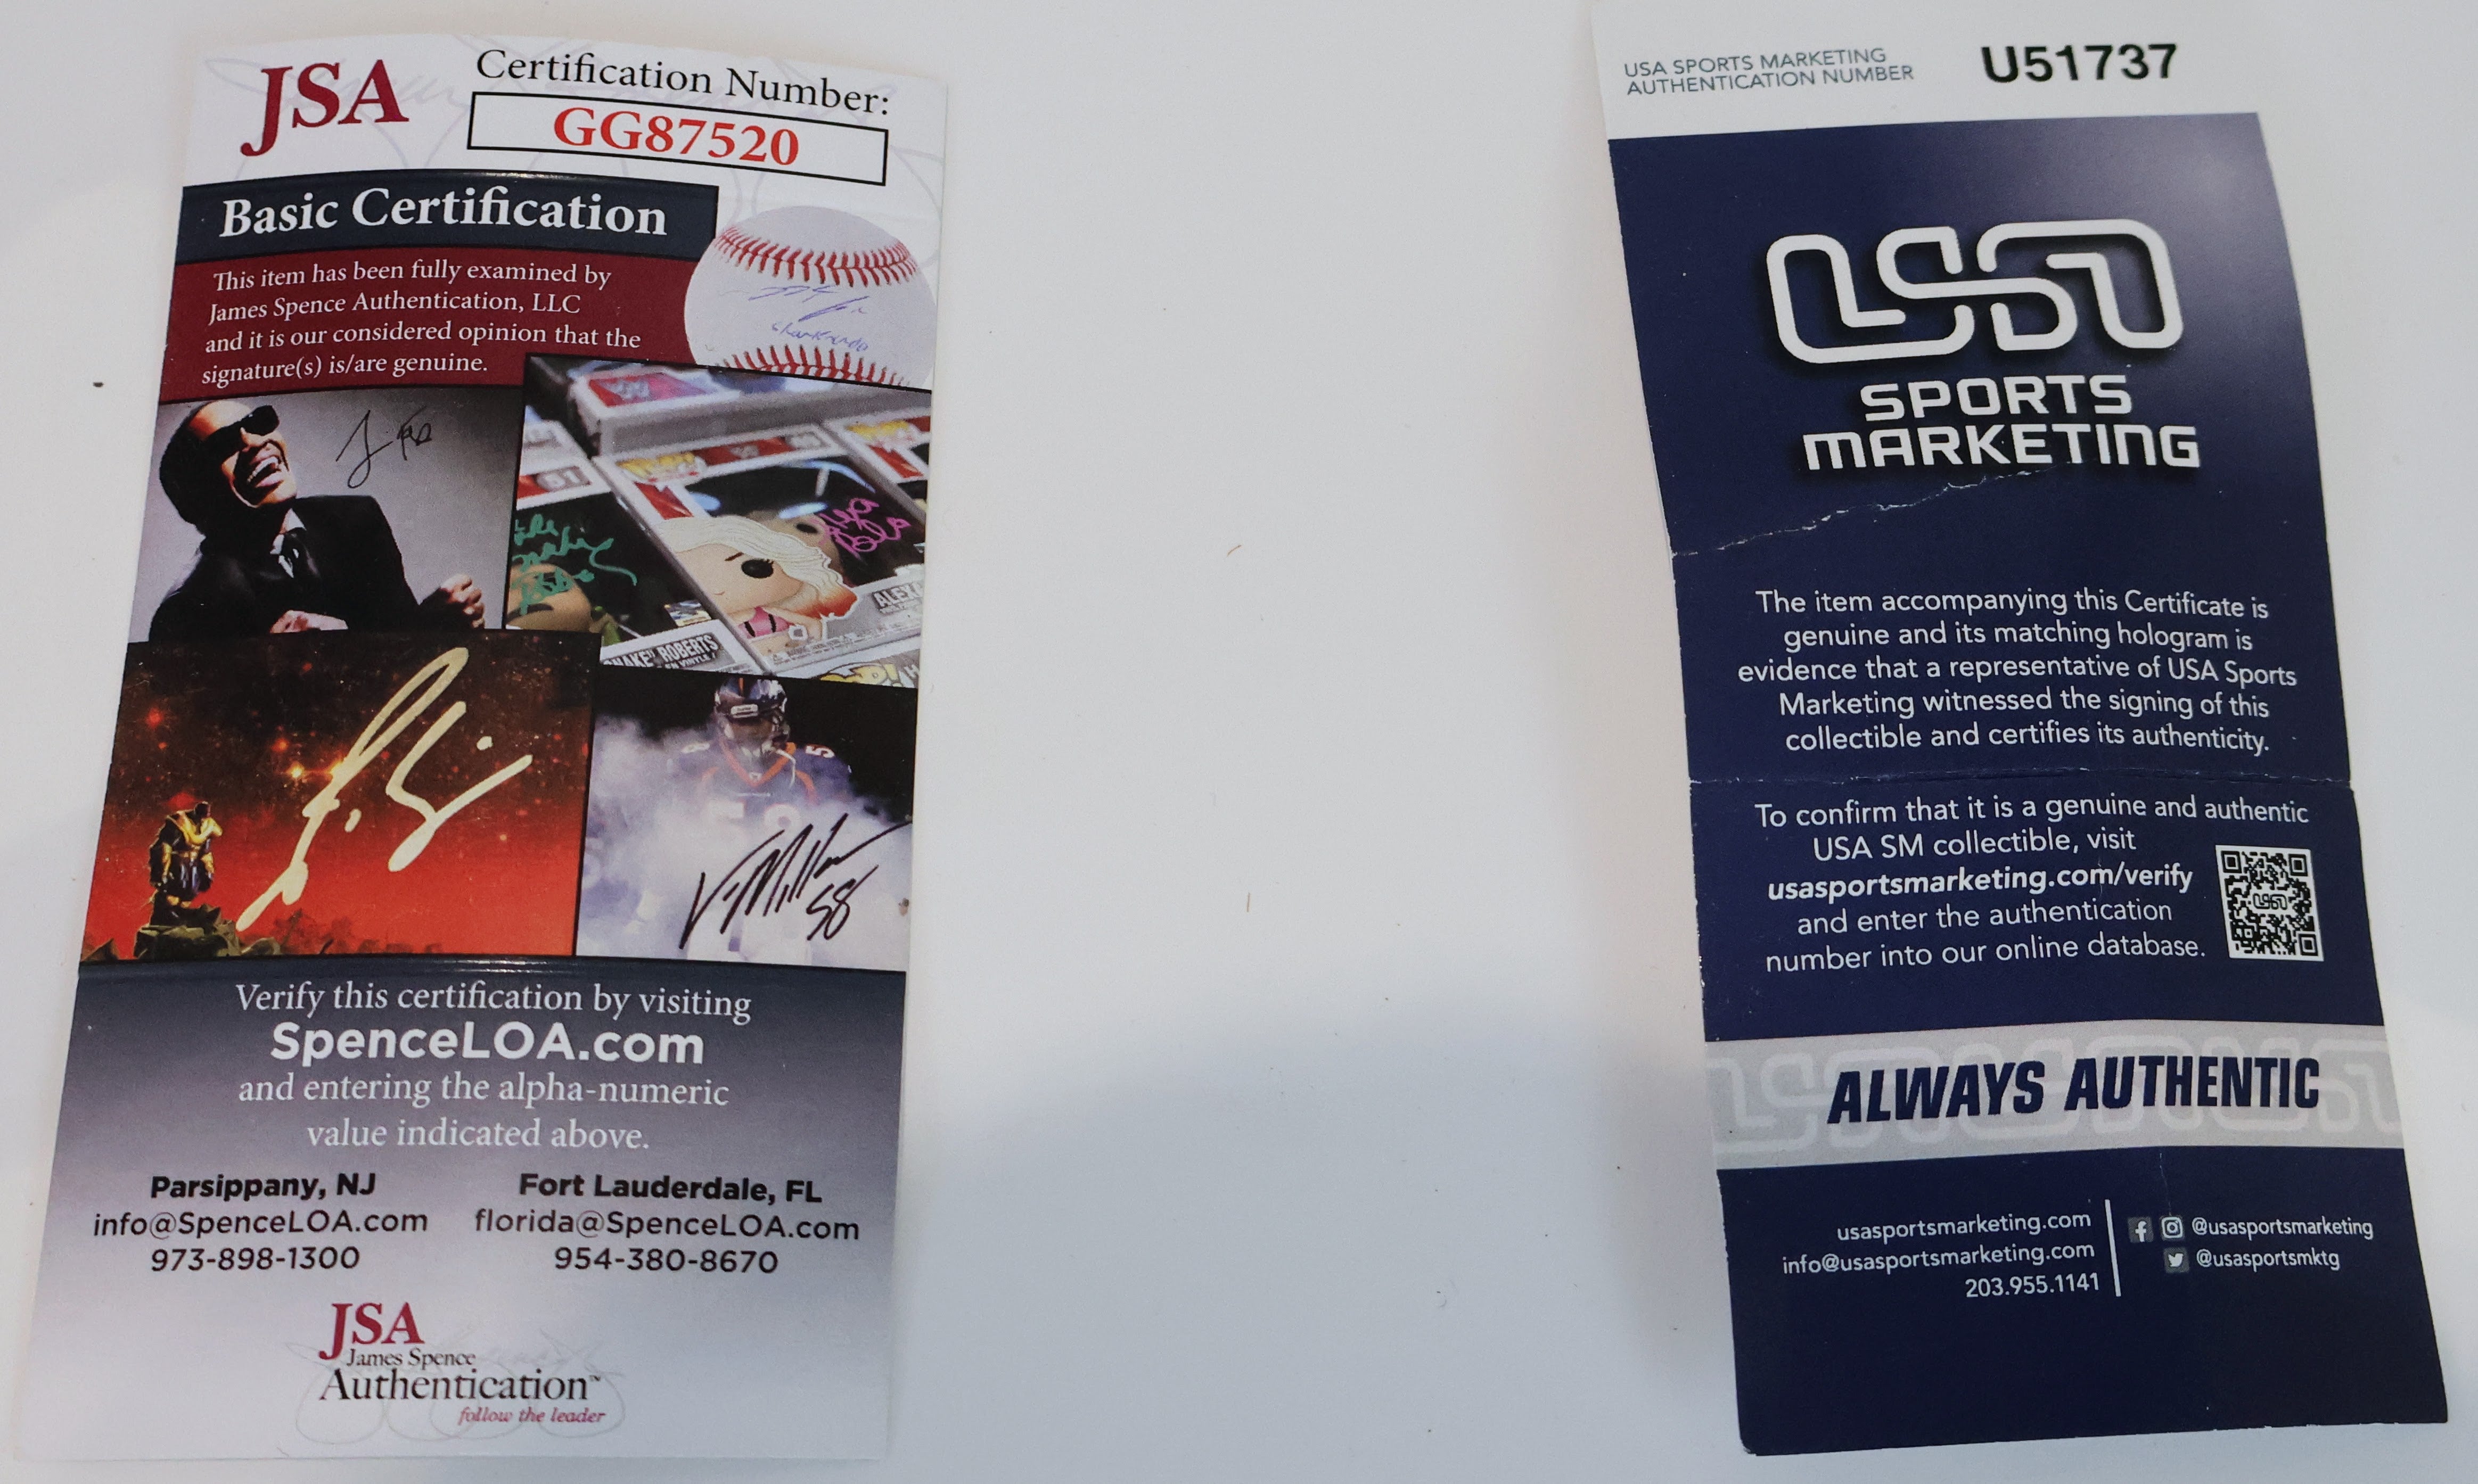 JSA
Certification Number:
GG87520
Basic Certification
This item has been fully examined by
James Spence Authentication, LLC
and it is our considered opinion that the
signature(s) is/are genuine.
ROBERTS
V. Miller 58
Verify this certification by visiting
SpenceLOA.com
and entering the alpha-numeric
value indicated above.
Parsippany, NJ
info@SpenceLOA.com
973-898-1300
Fort Lauderdale, FL
florida@SpenceLOA.com
954-380-8670
JSA
James Spence
Authentication™
follow the leader
USA SPORTS MARKETING
AUTHENTICATION NUMBER
U51737
USA
SPORTS
MARKETING
The item accompanying this Certificate is
genuine and its matching hologram is
evidence that a representative of USA Sports
Marketing witnessed the signing of this
collectible and certifies its authenticity.
To confirm that it is a genuine and authentic
USA SM collectible, visit
usasportsmarketing.com/verify
and enter the authentication
number into our online database.
ALWAYS AUTHENTIC
usasportsmarketing.com
info@usasportsmarketing.com
203.955.1141
@usasportsmarketing
@usasportsmktg